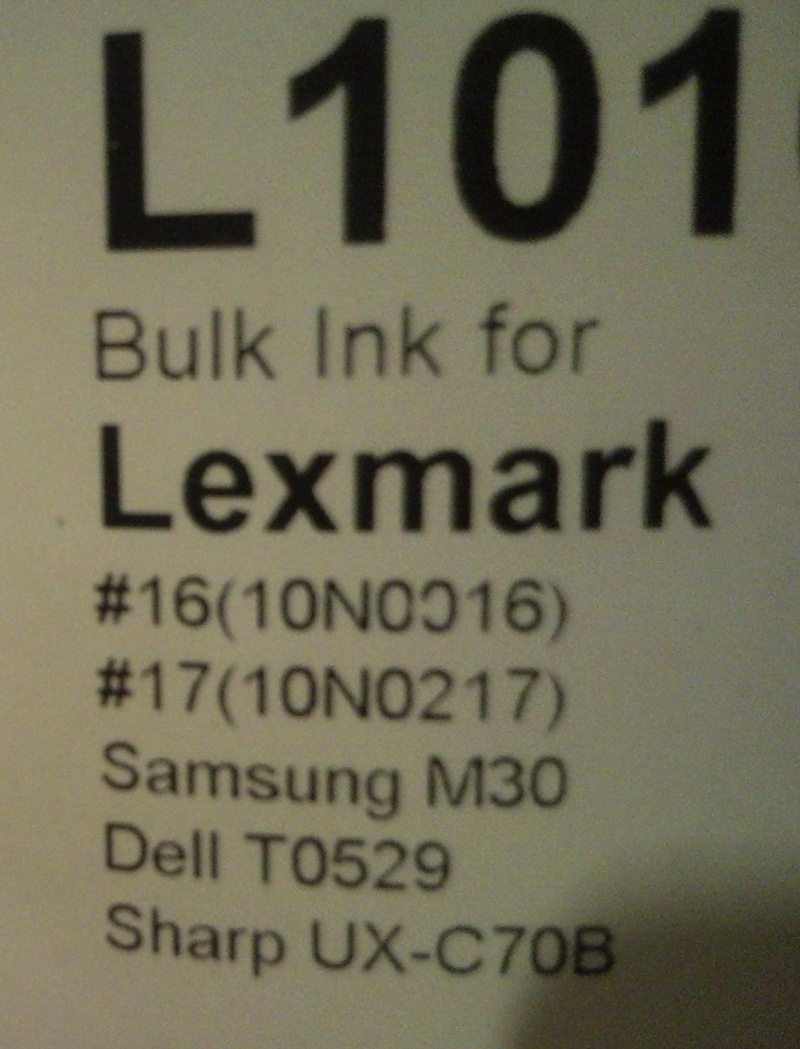 L101
Bulk Ink for
Lexmark
#16(10N0016)
#17(10N0217)
Samsung M30
Dell T0529
Sharp UX-C70B